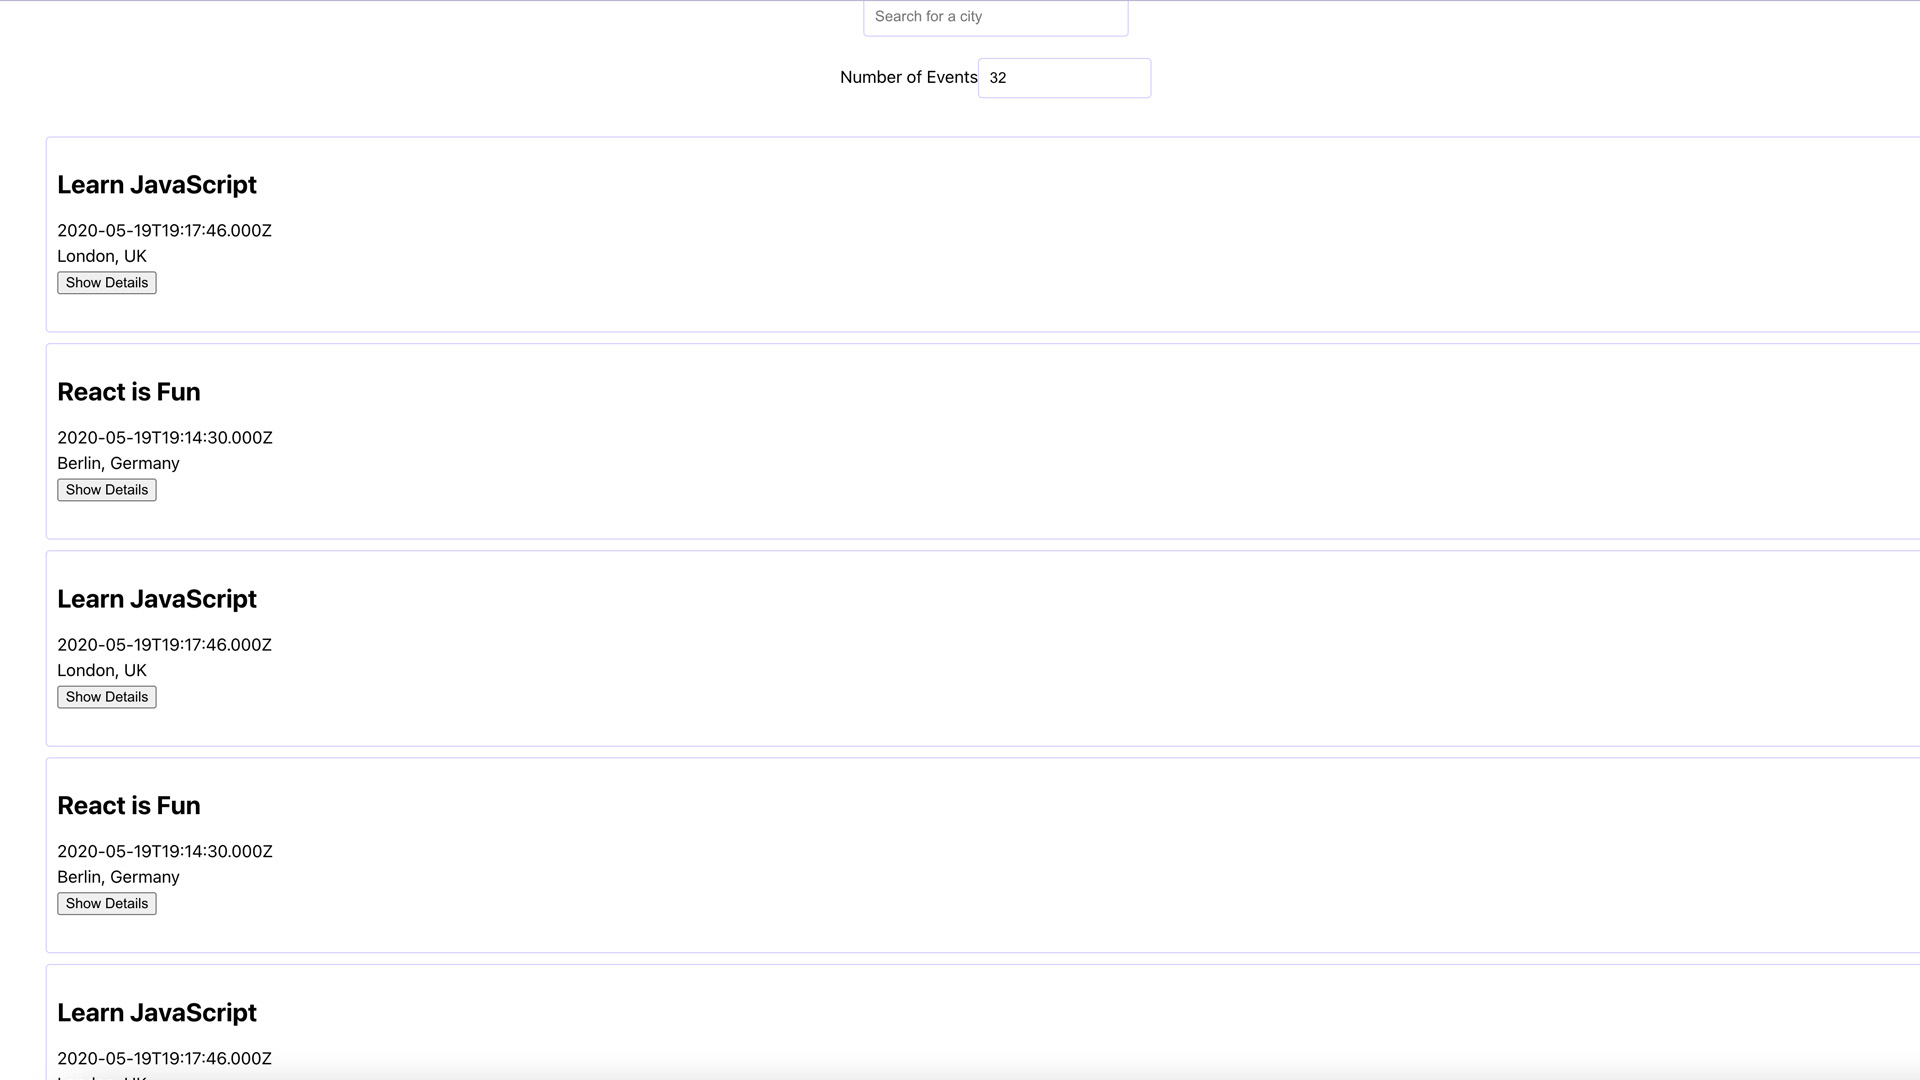 Search for a city
Number of Events 32
Learn JavaScript
2020-05-19T19:17:46.000Z
London, UK
Show Details
React is Fun
2020-05-19T19:14:30.000Z
Berlin, Germany
Show Details
Learn JavaScript
2020-05-19T19:17:46.000Z
London, UK
Show Details
React is Fun
2020-05-19T19:14:30.000Z
Berlin, Germany
Show Details
Learn JavaScript
2020-05-19T19:17:46.000Z